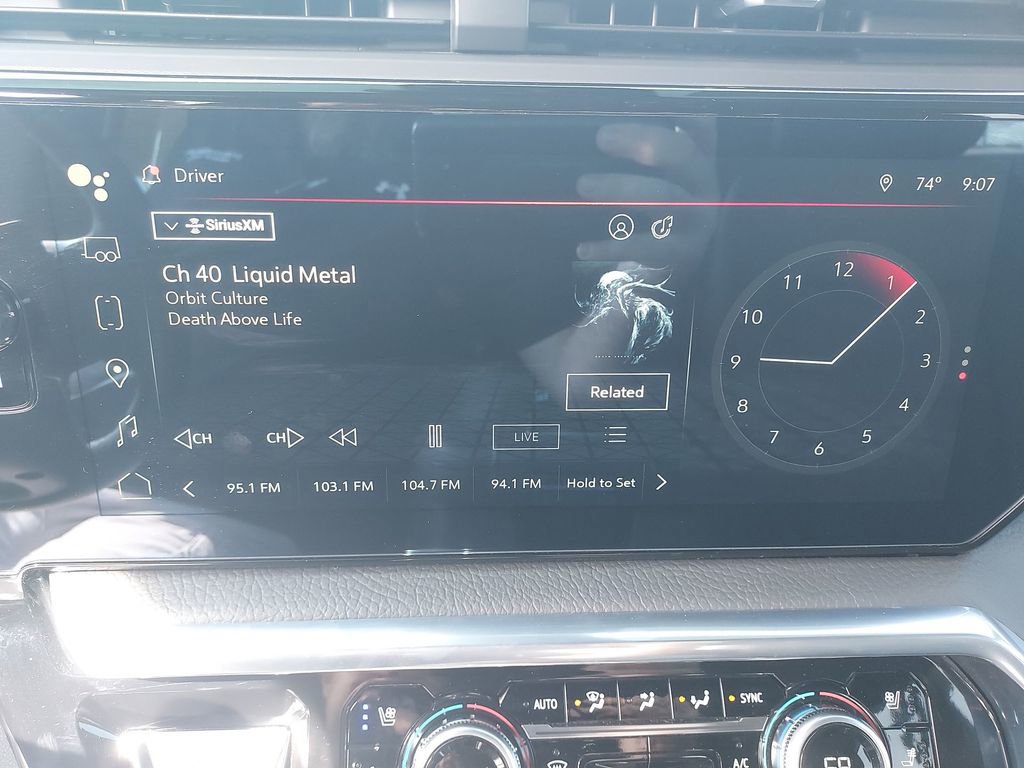 Driver
74° 9:07
SiriusXM
Ch 40 Liquid Metal
Orbit Culture
Death Above Life
Related
CH CH LIVE
95.1 FM 103.1 FM 104.7 FM 94.1 FM Hold to Set
12
1
2
3
4
5
6
7
8
9
10
11
AUTO SYNC
A/C